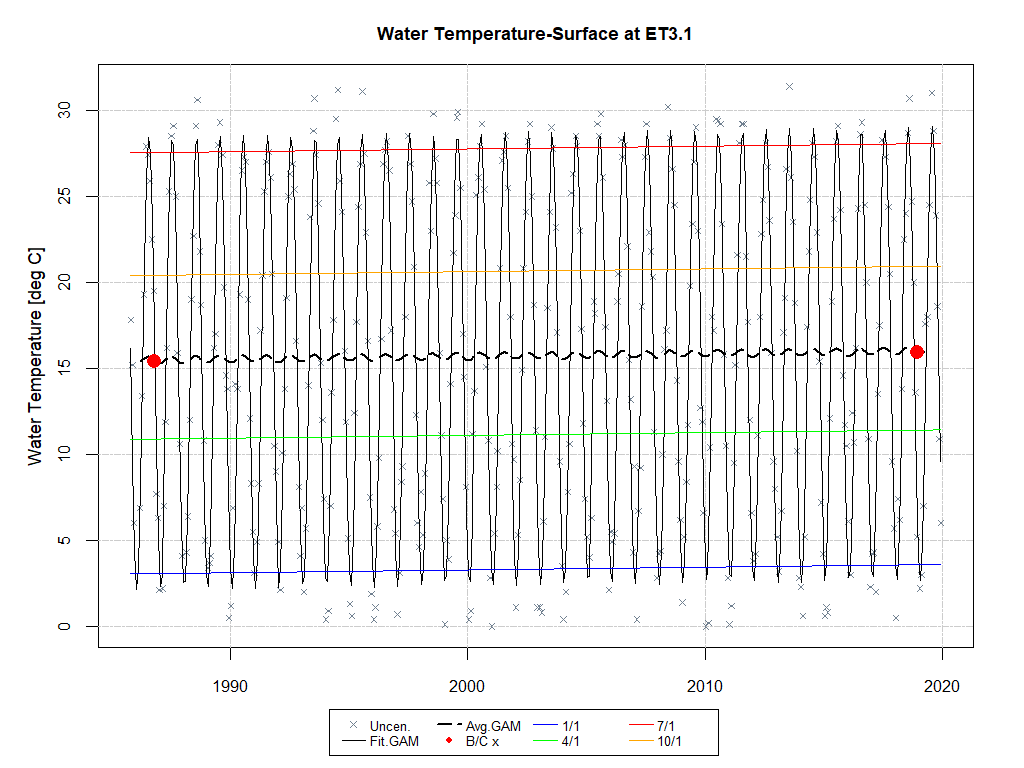 Water Temperature-Surface at ET3.1
Water Temperature [deg C]
30
25
20
15
10
5
0
1990 2000 2010 2020
Uncen. Avg.GAM 1/1 7/1
Fit.GAM B/C x 4/1 10/1